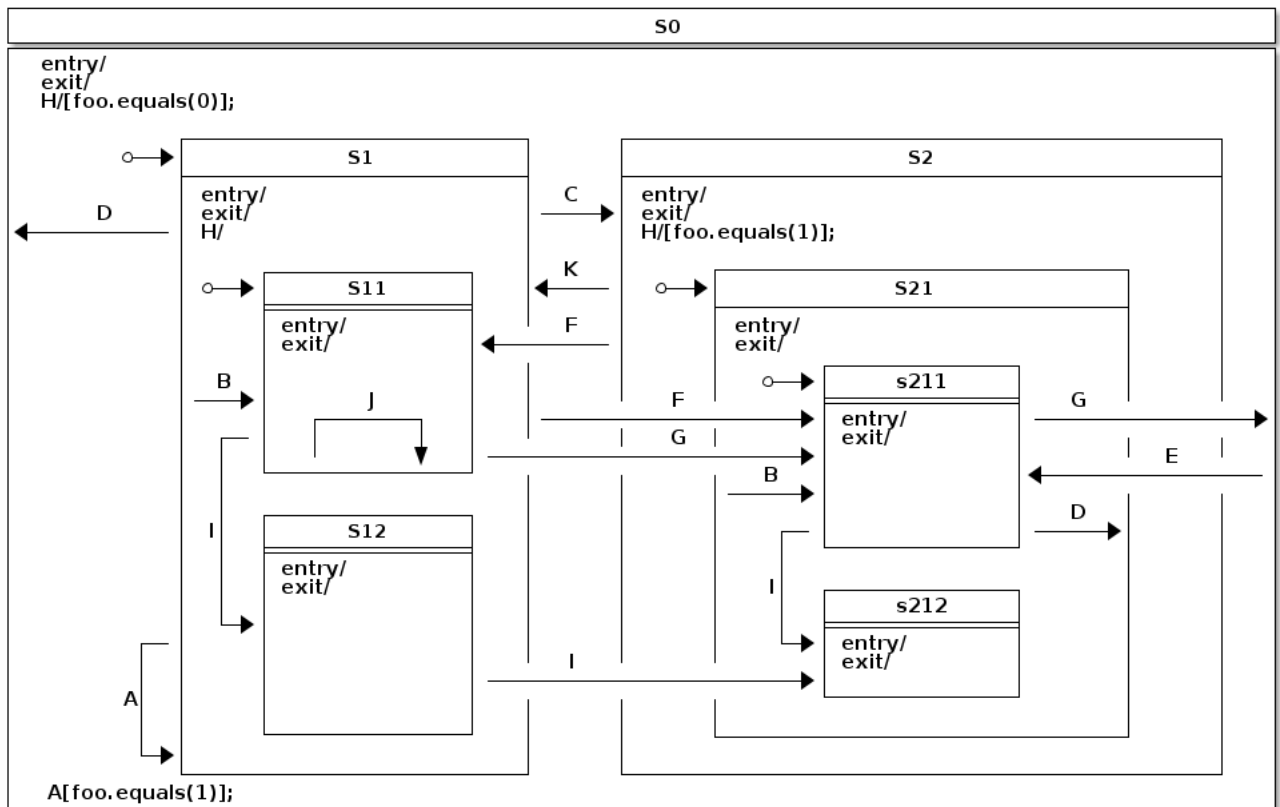 S0
entry/
exit/
H/[foo.equals(0)];
S1
S2
entry/
exit/
H/
C
entry/
exit/
H/[foo.equals(1)];
D
K
S11
S21
entry/
exit/
F
entry/
exit/
B
J
s211
F
G
entry/
exit/
G
B
E
I
S12
D
entry/
exit/
I
s212
entry/
exit/
I
A
A[foo.equals(1)];